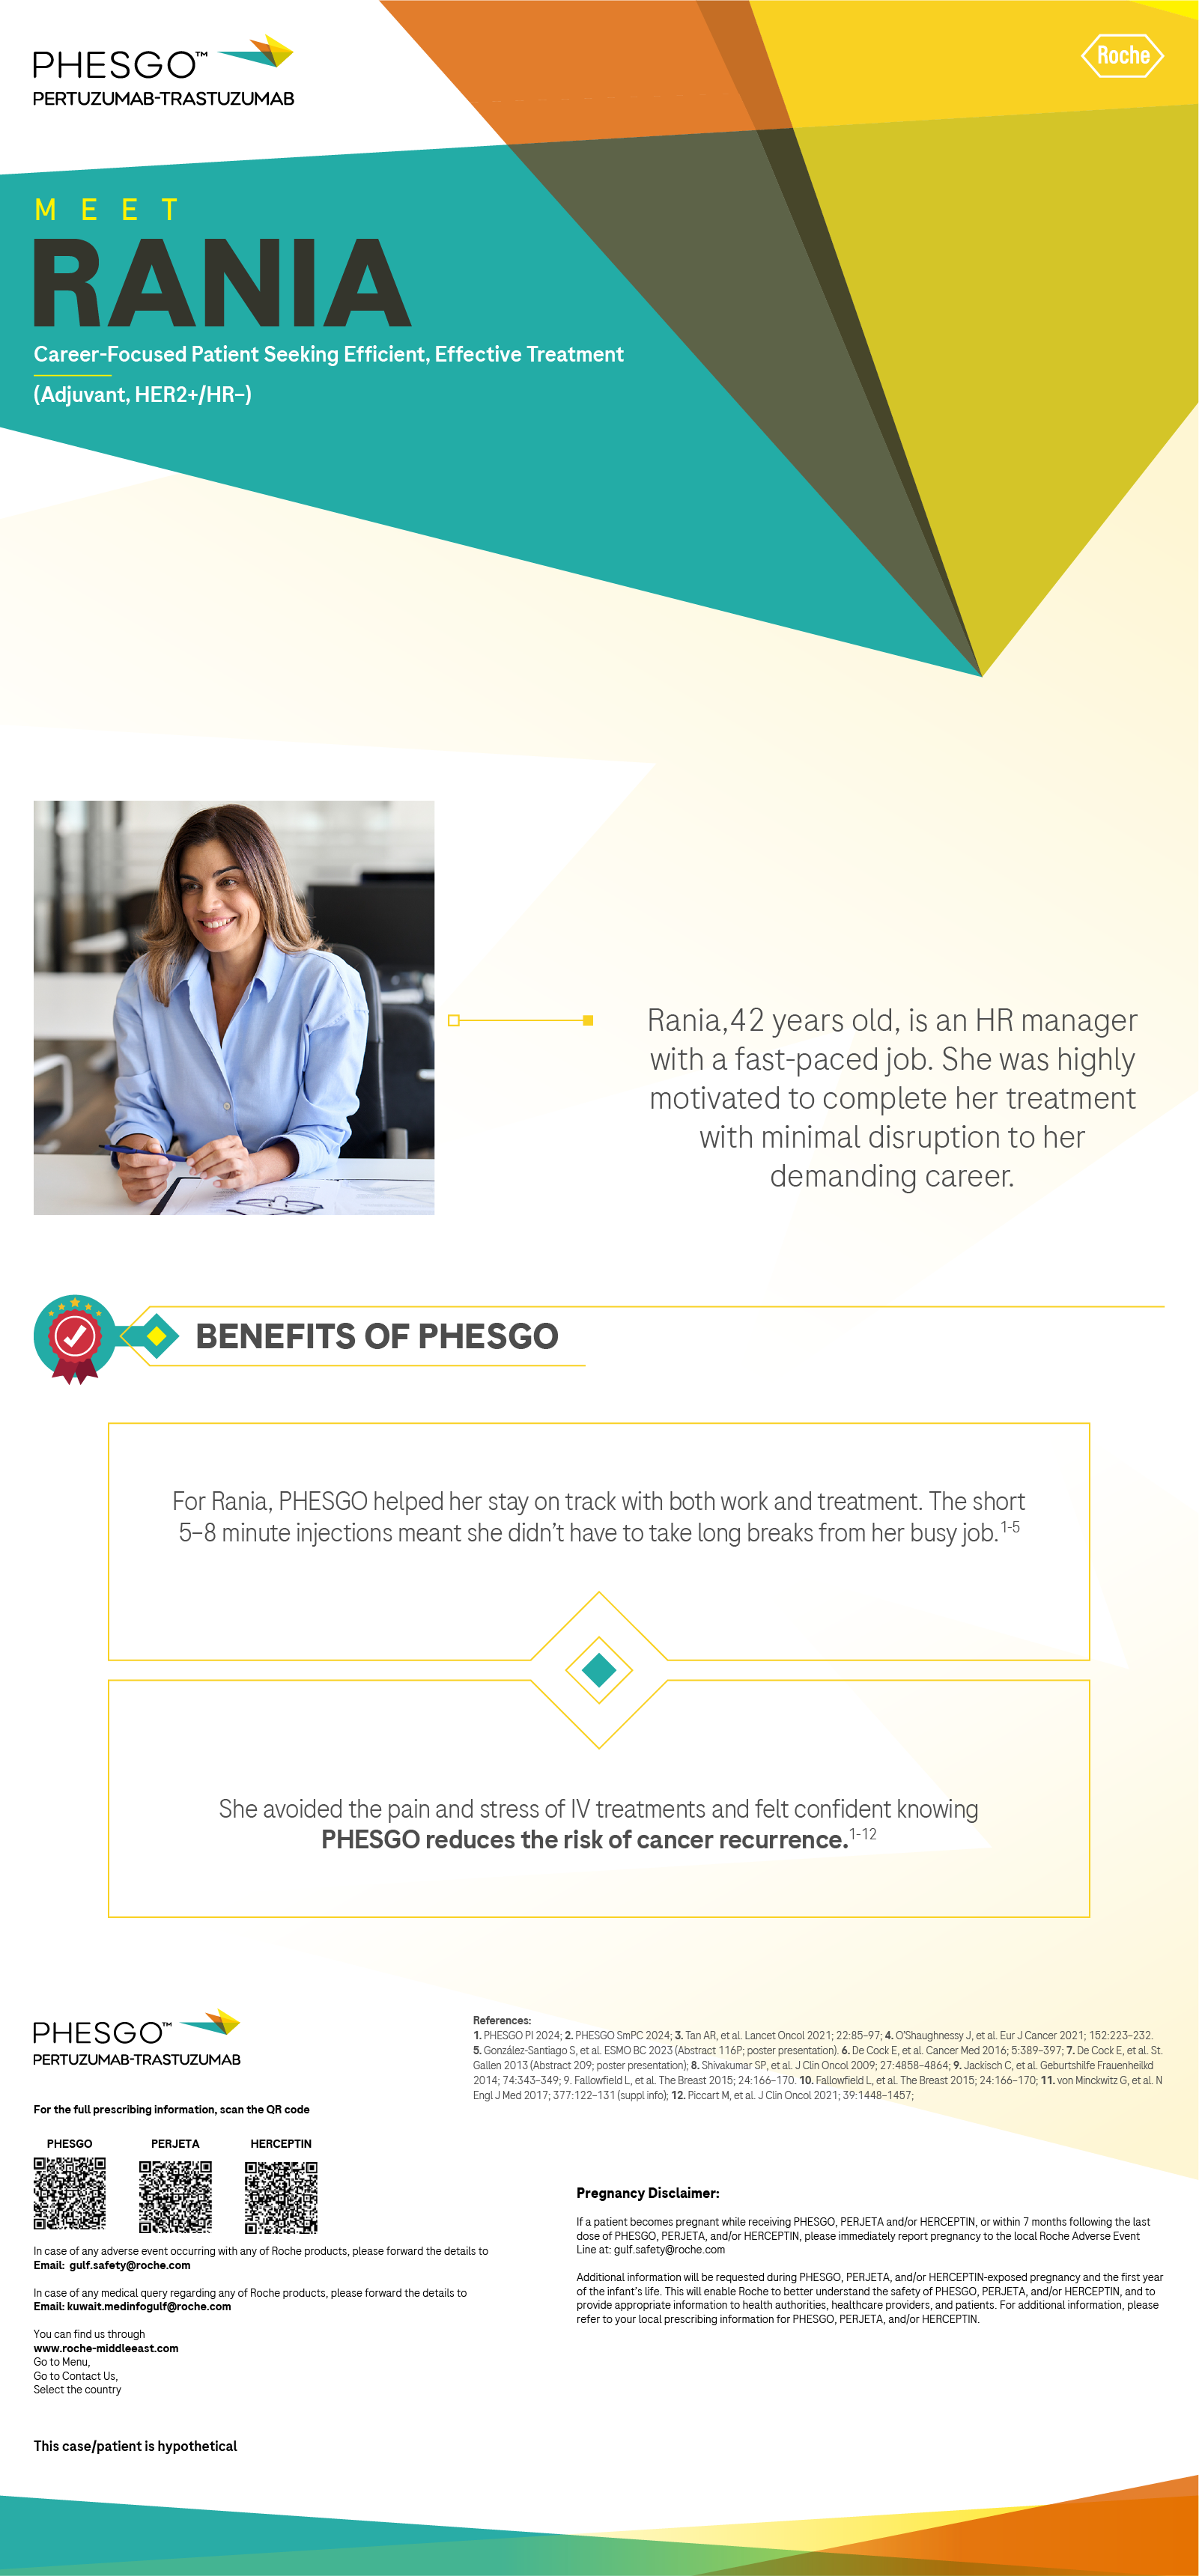 PHESGO™
PERTUZUMAB-TRASTUZUMAB
Roche
MEET
RANIA
Career-Focused Patient Seeking Efficient, Effective Treatment
(Adjuvant, HER2+/HR−)
Rania,42 years old, is an HR manager
with a fast-paced job. She was highly
motivated to complete her treatment
with minimal disruption to her
demanding career.
BENEFITS OF PHESGO
For Rania, PHESGO helped her stay on track with both work and treatment. The short
5–8 minute injections meant she didn’t have to take long breaks from her busy job.1-5
She avoided the pain and stress of IV treatments and felt confident knowing
PHESGO reduces the risk of cancer recurrence.1-12
PHESGO™
PERTUZUMAB-TRASTUZUMAB
For the full prescribing information, scan the QR code
PHESGO PERJETA HERCEPTIN
In case of any adverse event occurring with any of Roche products, please forward the details to
Email: gulf.safety@roche.com
In case of any medical query regarding any of Roche products, please forward the details to
Email: kuwait.medinfogulf@roche.com
You can find us through
www.roche-middleeast.com
Go to Menu,
Go to Contact Us,
Select the country
This case/patient is hypothetical
References:
1. PHESGO PI 2024; 2. PHESGO SmPC 2024; 3. Tan AR, et al. Lancet Oncol 2021; 22:85–97; 4. O’Shaughnessy J, et al. Eur J Cancer 2021; 152:223–232.
5. González-Santiago S, et al. ESMO BC 2023 (Abstract 116P; poster presentation). 6. De Cock E, et al. Cancer Med 2016; 5:389–397; 7. De Cock E, et al. St.
Gallen 2013 (Abstract 209; poster presentation); 8. Shivakumar SP, et al. J Clin Oncol 2009; 27:4858–4864; 9. Jackisch C, et al. Geburtshilfe Frauenheilkd
2014; 74:343–349; 9. Fallowfield L, et al. The Breast 2015; 24:166–170. 10. Fallowfield L, et al. The Breast 2015; 24:166–170; 11. von Minckwitz G, et al. N
Engl J Med 2017; 377:122–131 (suppl info); 12. Piccart M, et al. J Clin Oncol 2021; 39:1448–1457;
Pregnancy Disclaimer:
If a patient becomes pregnant while receiving PHESGO, PERJETA and/or HERCEPTIN, or within 7 months following the last
dose of PHESGO, PERJETA, and/or HERCEPTIN, please immediately report pregnancy to the local Roche Adverse Event
Line at: gulf.safety@roche.com
Additional information will be requested during PHESGO, PERJETA, and/or HERCEPTIN-exposed pregnancy and the first year
of the infant’s life. This will enable Roche to better understand the safety of PHESGO, PERJETA, and/or HERCEPTIN, and to
provide appropriate information to health authorities, healthcare providers, and patients. For additional information, please
refer to your local prescribing information for PHESGO, PERJETA, and/or HERCEPTIN.